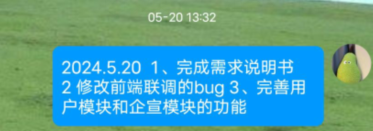 05-20 13:32
2024.5.20 1、完成需求说明书
2 修改前端联调的bug 3、完善用
户模块和企宣模块的功能